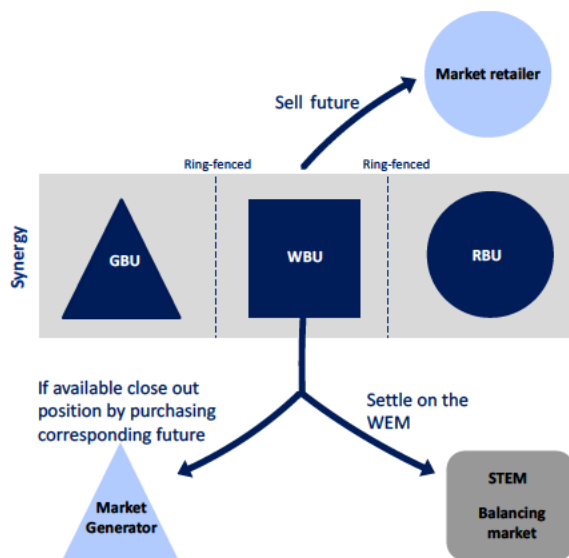 Market retailer
Sell future
Ring-fenced
Ring-fenced
Synergy
GBU
WBU
RBU
If available close out
position by purchasing
corresponding future
Settle on the
WEM
Market
Generator
STEM
Balancing
market